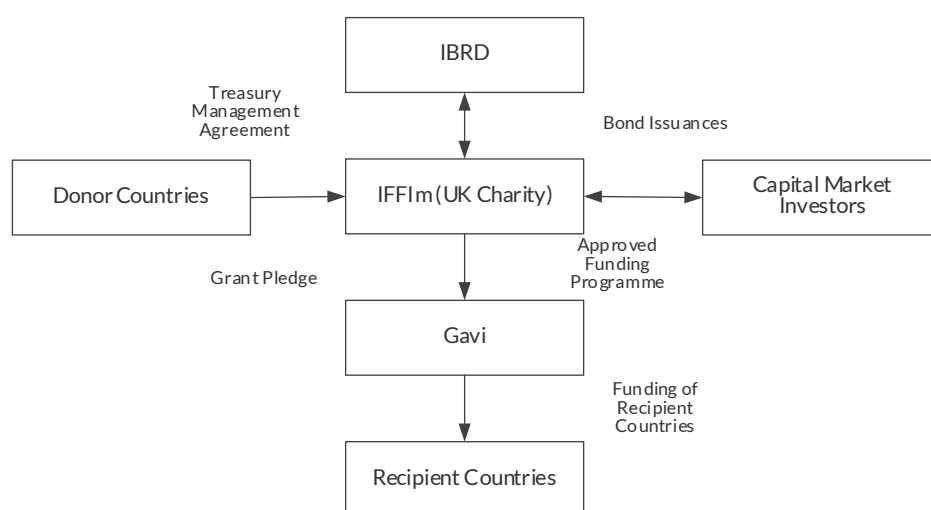 IBRD
Treasury
Management
Agreement
Bond Issuances
Donor Countries
IFFIm (UK Charity)
Capital Market
Investors
Grant Pledge
Approved
Funding
Programme
Gavi
Funding of
Recipient
Countries
Recipient Countries